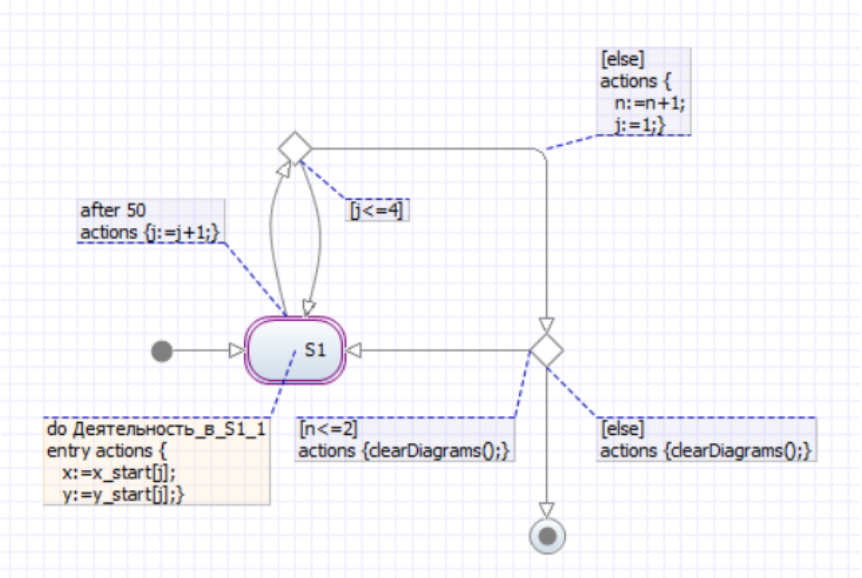 [else]
actions {
n:=n+1;
j:=1;}
after 50
actions {j:=j+1;}
[j<=4]
S1
do Деятельность_в_S1_1
entry actions {
x:=x_start[j];
y:=y_start[j];}
[n<=2]
actions {clearDiagrams();}
[else]
actions {clearDiagrams();}